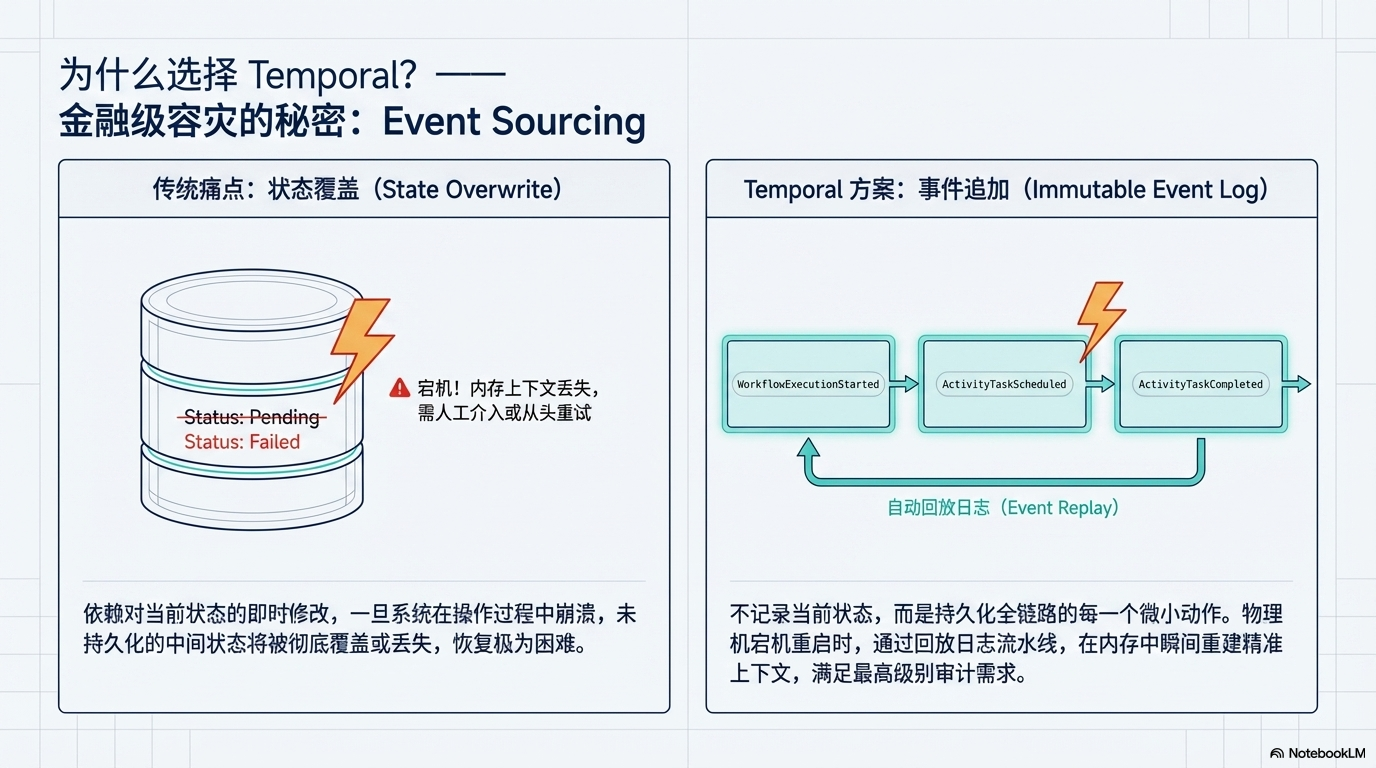 为什么选择 Temporal？——
金融级容灾的秘密：Event Sourcing
传统痛点：状态覆盖（State Overwrite）
Status: Pending
Status: Failed
宕机！内存上下文丢失，
需人工介入或从头重试
依赖对当前状态的即时修改，一旦系统在操作过程中崩溃，未
持久化的中间状态将被彻底覆盖或丢失，恢复极为困难。
Temporal 方案：事件追加（Immutable Event Log）
WorkflowExecutionStarted
ActivityTaskScheduled
ActivityTaskCompleted
自动回放日志（Event Replay）
不记录当前状态，而是持久化全链路的每一个微小动作。物理
机宕机重启时，通过回放日志流水线，在内存中瞬间重建精准
上下文，满足最高级别审计需求。
NotebookLM